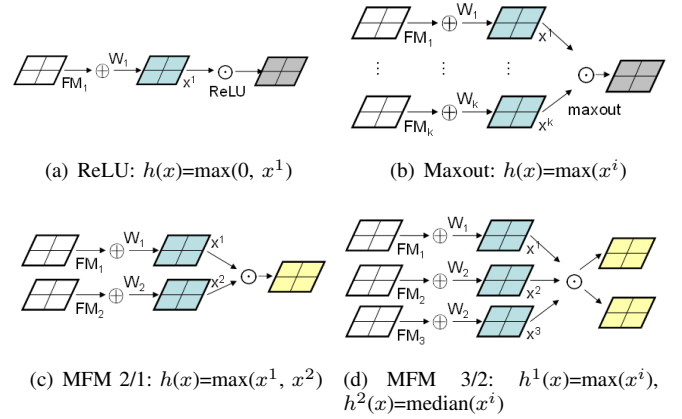 FM₁ ⊕ W₁ x¹ ⊙ ReLU
(a) ReLU: h(x)=max(0, x¹)
FM₁ ⊕ W₁ x¹
⋮ ⋮ ⋮
⊙ maxout
FMₖ ⊕ Wₖ xᵏ
(b) Maxout: h(x)=max(xⁱ)
FM₁ ⊕ W₁ x¹
⊙
FM₂ ⊕ W₂ x²
(c) MFM 2/1: h(x)=max(x¹, x²)
FM₁ ⊕ W₁ x¹
FM₂ ⊕ W₂ x² ⊙
FM₃ ⊕ W₂ x³
(d) MFM 3/2: h¹(x)=max(xⁱ),
h²(x)=median(xⁱ)